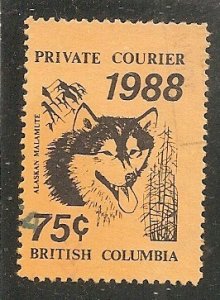 PRIVATE COURIER
1988
ALASKAN MALAMUTE
75¢
BRITISH COLUMBIA